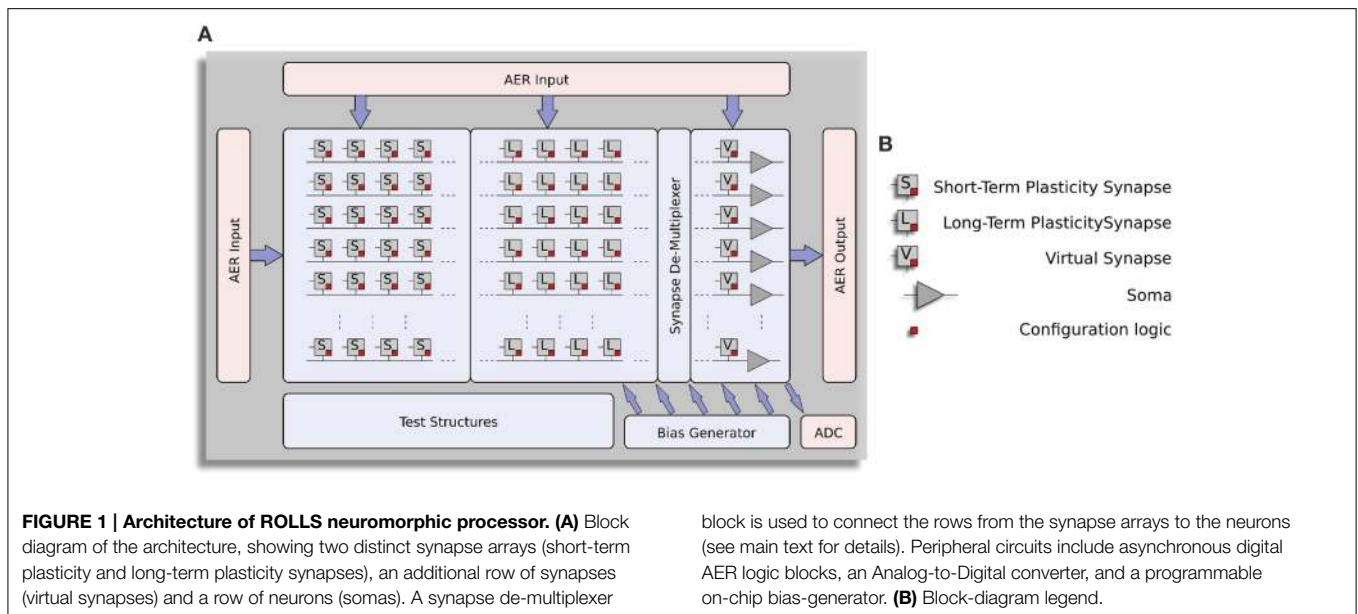 A
AER Input
AER Input
S S S S L L L L V
S S S S L L L L V
S S S S L L L L V
S S S S L L L L V
S S S S L L L L V
S S S S L L L L V
Synapse De-Multiplexer
AER Output
Test Structures
Bias Generator
ADC
B
S Short-Term Plasticity Synapse
L Long-Term PlasticitySynapse
V Virtual Synapse
Soma
Configuration logic
FIGURE 1 | Architecture of ROLLS neuromorphic processor. (A) Block
diagram of the architecture, showing two distinct synapse arrays (short-term
plasticity and long-term plasticity synapses), an additional row of synapses
(virtual synapses) and a row of neurons (somas). A synapse de-multiplexer
block is used to connect the rows from the synapse arrays to the neurons
(see main text for details). Peripheral circuits include asynchronous digital
AER logic blocks, an Analog-to-Digital converter, and a programmable
on-chip bias-generator. (B) Block-diagram legend.